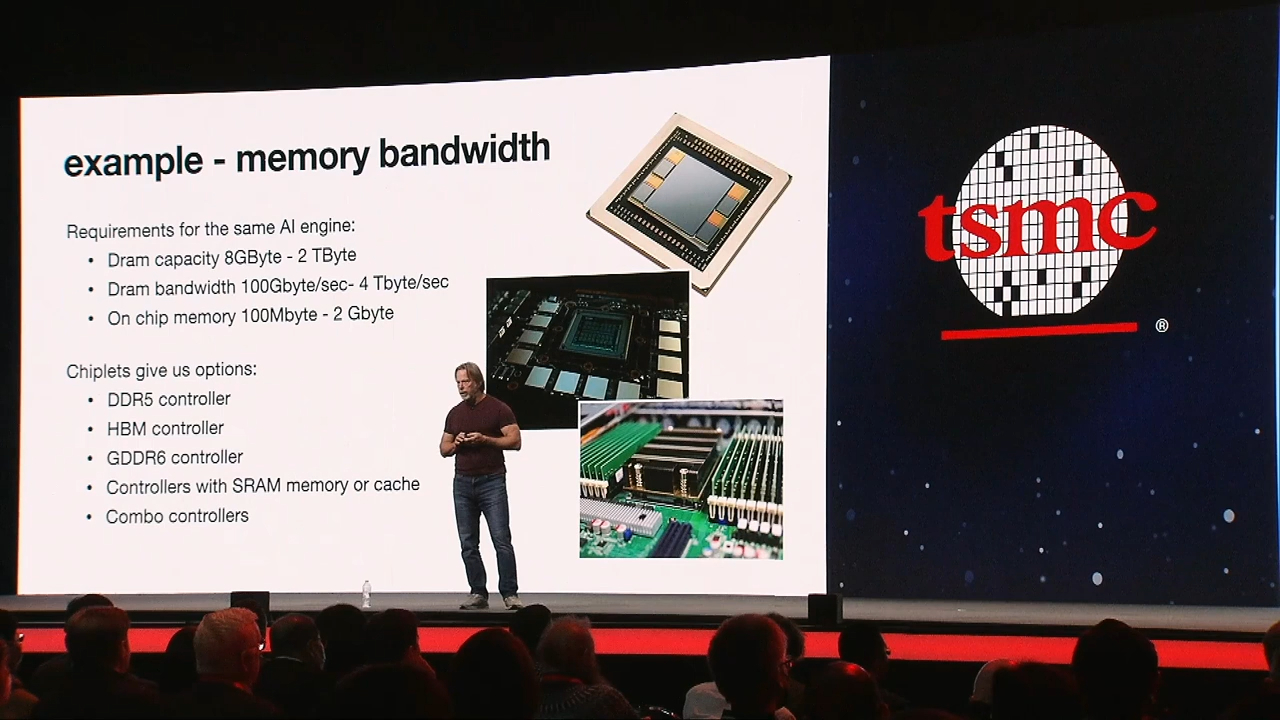 example - memory bandwidth
Requirements for the same AI engine:
• Dram capacity 8GByte - 2 TByte
• Dram bandwidth 100Gbyte/sec- 4 Tbyte/sec
• On chip memory 100Mbyte - 2 Gbyte
Chiplets give us options:
• DDR5 controller
• HBM controller
• GDDR6 controller
• Controllers with SRAM memory or cache
• Combo controllers
tsmc
®